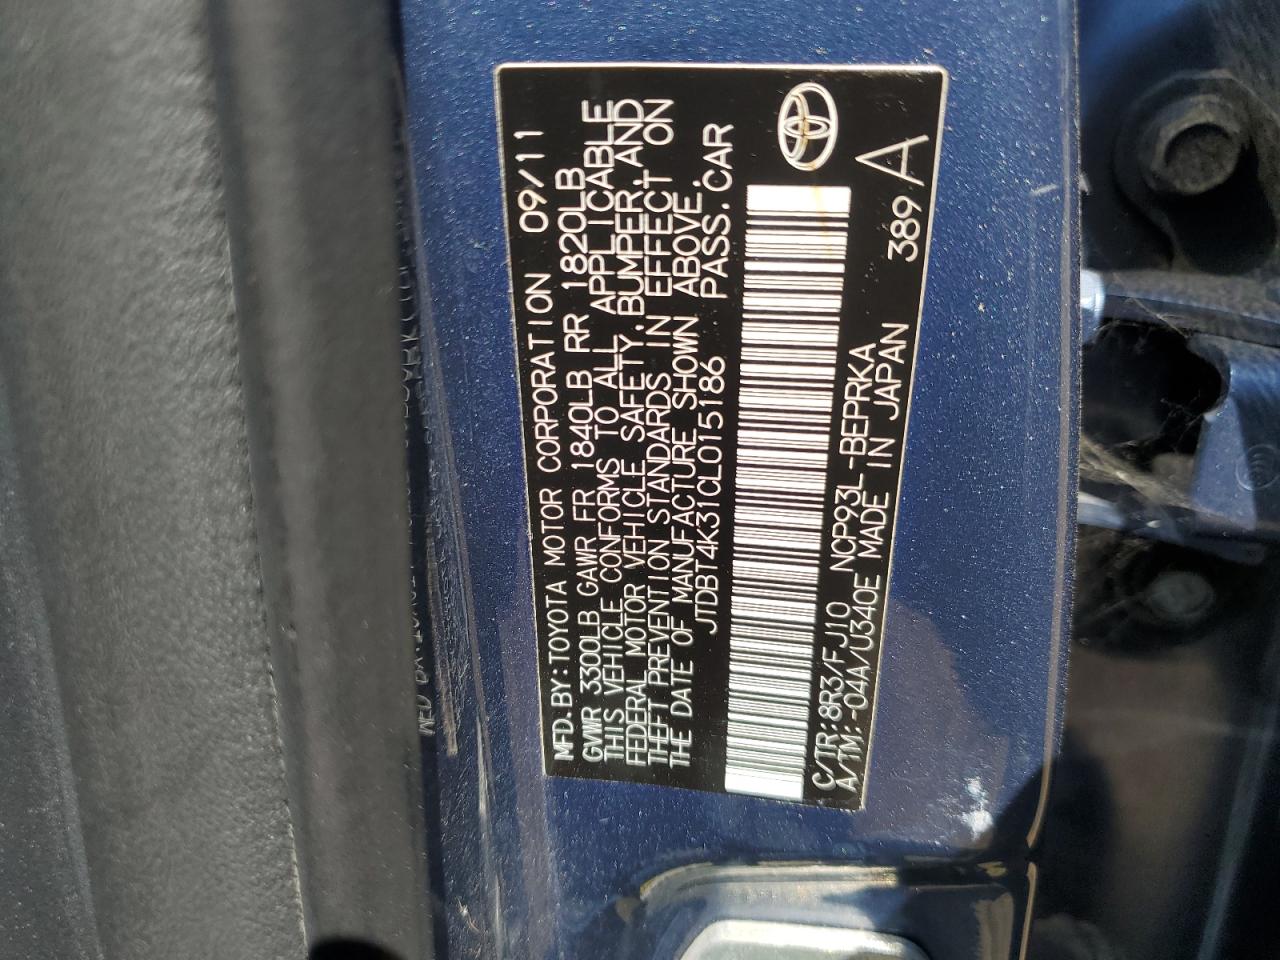 MFD. BY: TOYOTA MOTOR CORPORATION 09/11
GVWR 3300LB GAWR FR 1840LB RR 1820LB
THIS VEHICLE CONFORMS TO ALL APPLICABLE
FEDERAL MOTOR VEHICLE SAFETY, BUMPER, AND
THEFT PREVENTION STANDARDS IN EFFECT ON
THE DATE OF MANUFACTURE SHOWN ABOVE.
JTDBT4K31CL015186 PASS. CAR
C/TR: 8R3/FJ10 NCP93L-BEPRKA 389A
A/TM: -04A/U340E MADE IN JAPAN